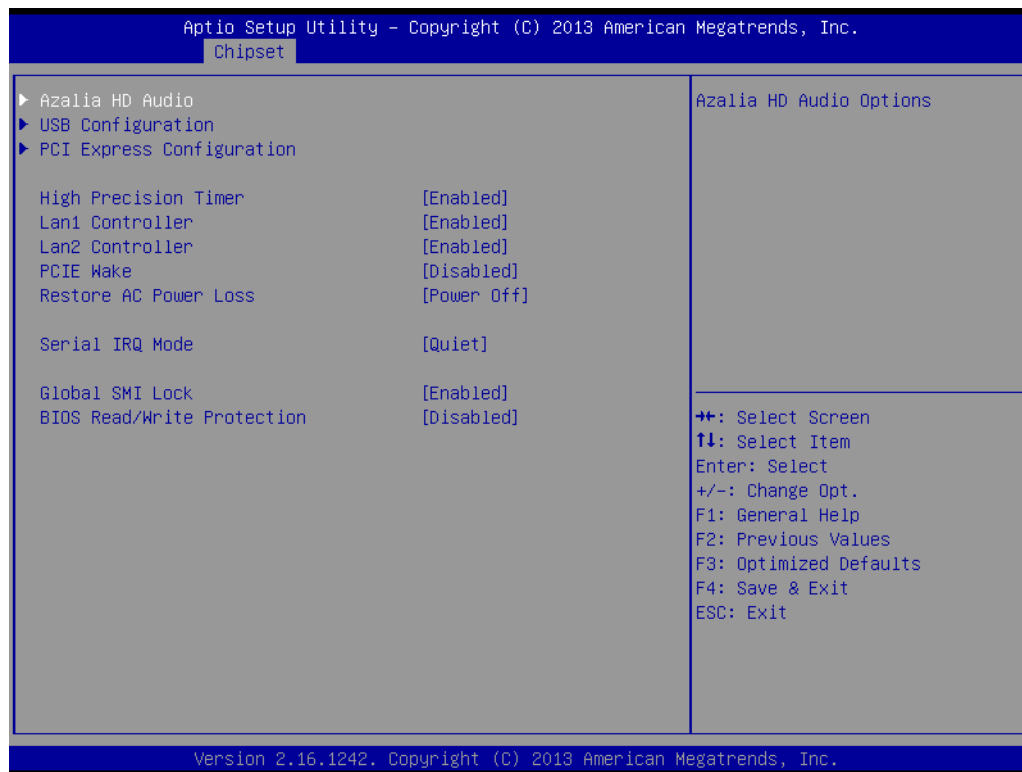 Aptio Setup Utility – Copyright (C) 2013 American Megatrends, Inc.
Chipset
▶ Azalia HD Audio
▶ USB Configuration
▶ PCI Express Configuration
High Precision Timer [Enabled]
Lan1 Controller [Enabled]
Lan2 Controller [Enabled]
PCIE Wake [Disabled]
Restore AC Power Loss [Power Off]
Serial IRQ Mode [Quiet]
Global SMI Lock [Enabled]
BIOS Read/Write Protection [Disabled]
Azalia HD Audio Options
→←: Select Screen
↑↓: Select Item
Enter: Select
+/-: Change Opt.
F1: General Help
F2: Previous Values
F3: Optimized Defaults
F4: Save & Exit
ESC: Exit
Version 2.16.1242. Copyright (C) 2013 American Megatrends, Inc.